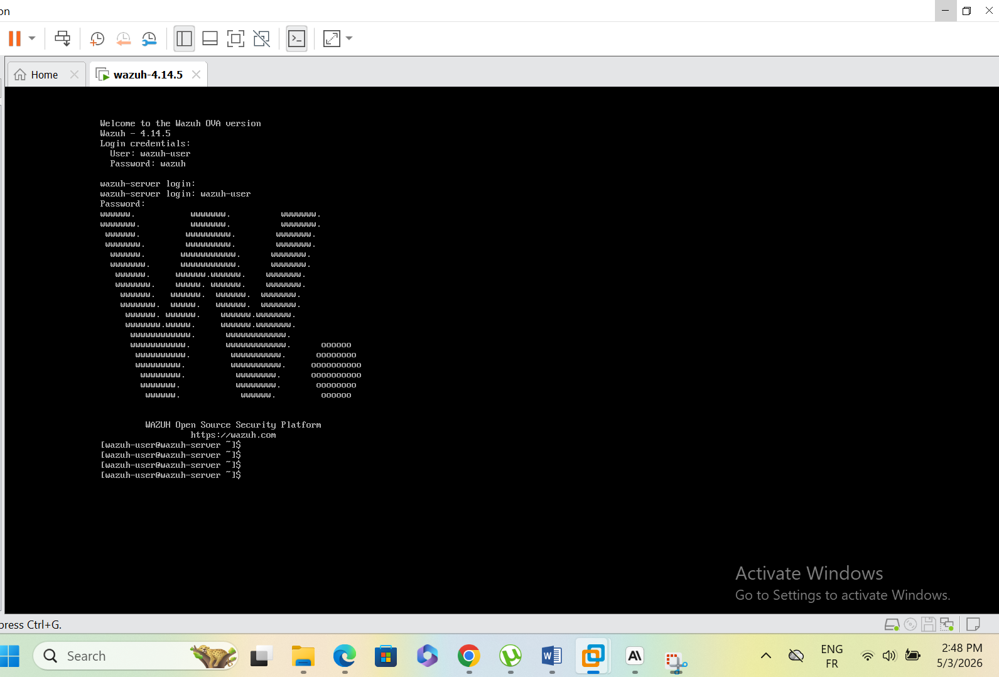 on
Home
wazuh-4.14.5
Welcome to the Wazuh OVA version
Wazuh - 4.14.5
Login credentials:
  User: wazuh-user
  Password: wazuh
wazuh-server login:
wazuh-server login: wazuh-user
Password:
wwwwww.           wwwwwww.          wwwwwww.
wwwwwww.          wwwwwww.          wwwwwww.
 wwwwww.         wwwwwwwww.        wwwwwww.
 wwwwwww.        wwwwwwwww.        wwwwwww.
  wwwwww.       wwwwwwwwwww.      wwwwwww.
  wwwwwww.      wwwwwwwwwww.      wwwwwww.
   wwwwww.     wwwwww.wwwwww.    wwwwwww.
   wwwwwww.    wwwww. wwwwww.    wwwwwww.
    wwwwww.   wwwwww.  wwwwww.  wwwwwww.
    wwwwwww.  wwwww.   wwwwww.  wwwwwww.
     wwwwww. wwwwww.    wwwwww.wwwwwww.
     wwwwwww.wwwww.     wwwwww.wwwwwww.
      wwwwwwwwwwww.      wwwwwwwwwwww.
      wwwwwwwwwww.       wwwwwwwwwwww.      oooooo
       wwwwwwwwww.        wwwwwwwwww.      oooooooo
       wwwwwwwww.         wwwwwwwwww.     oooooooooo
        wwwwwwww.          wwwwwwww.      oooooooooo
        wwwwwww.           wwwwwwww.       oooooooo
         wwwwww.            wwwwww.         oooooo
WAZUH Open Source Security Platform
https://wazuh.com
[wazuh-user@wazuh-server ~]$
[wazuh-user@wazuh-server ~]$
[wazuh-user@wazuh-server ~]$
[wazuh-user@wazuh-server ~]$
Activate Windows
Go to Settings to activate Windows.
press Ctrl+G.
Search
ENG
FR
2:48 PM
5/3/2026